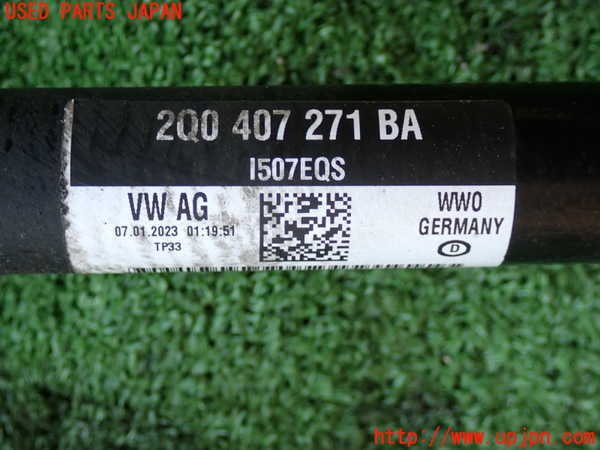 USED PARTS JAPAN
2Q0 407 271 BA
I507EQS
VW AG
07.01.2023 01:19:51
TP33
WWO
GERMANY
D
http://www.upjpn.com/